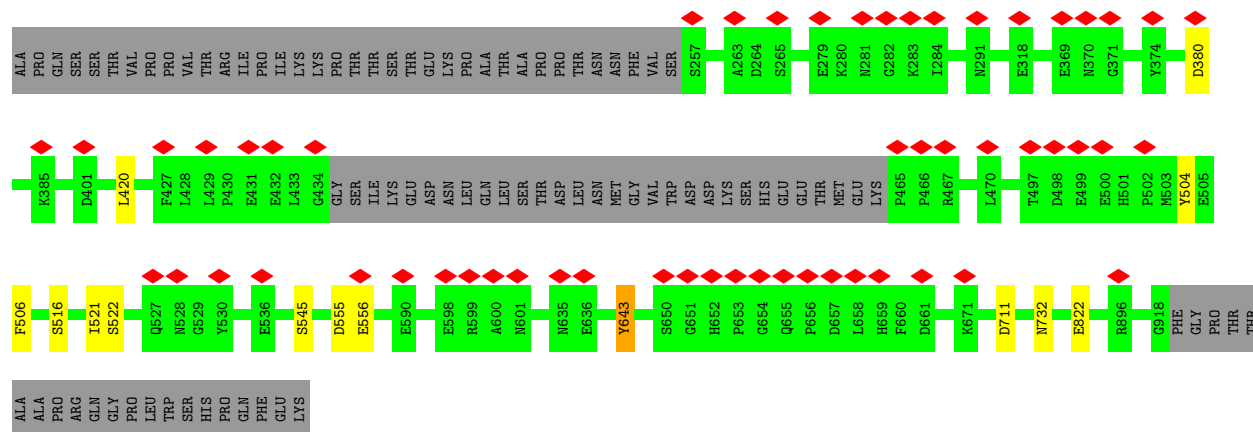 ALA PRO GLN SER SER THR VAL PRO PRO VAL THR ARG ILE PRO ILE LYS LYS PRO THR THR SER THR GLU LYS PRO ALA THR ALA PRO PRO THR ASN ASN PHE VAL SER S257 A263 D264 S265 E279 K280 N281 G282 K283 I284 N291 E318 E369 N370 G371 Y374 D380
K385 D401 L420 F427 L428 L429 P430 E431 E432 L433 G434 GLY SER ILE LYS GLU ASP ASN LEU GLN LEU SER THR ASP LEU ASN MET GLY VAL TRP ASP ASP LYS SER HIS GLU GLU THR MET GLU LYS P465 P466 R467 L470 T497 D498 E499 E500 H501 P502 M503 Y504 E505
F506 S516 I521 S522 Q527 N528 G529 Y530 E536 S545 D555 E556 E590 E598 R599 A600 N601 N635 E636 Y643 S650 G651 H652 P653 G654 Q655 P656 D657 L658 H659 F660 D661 K671 D711 N732 E822 R896 G918 PHE GLY PRO THR THR
ALA ALA PRO ARG GLN GLY PRO LEU TRP SER HIS PRO GLN PHE GLU LYS